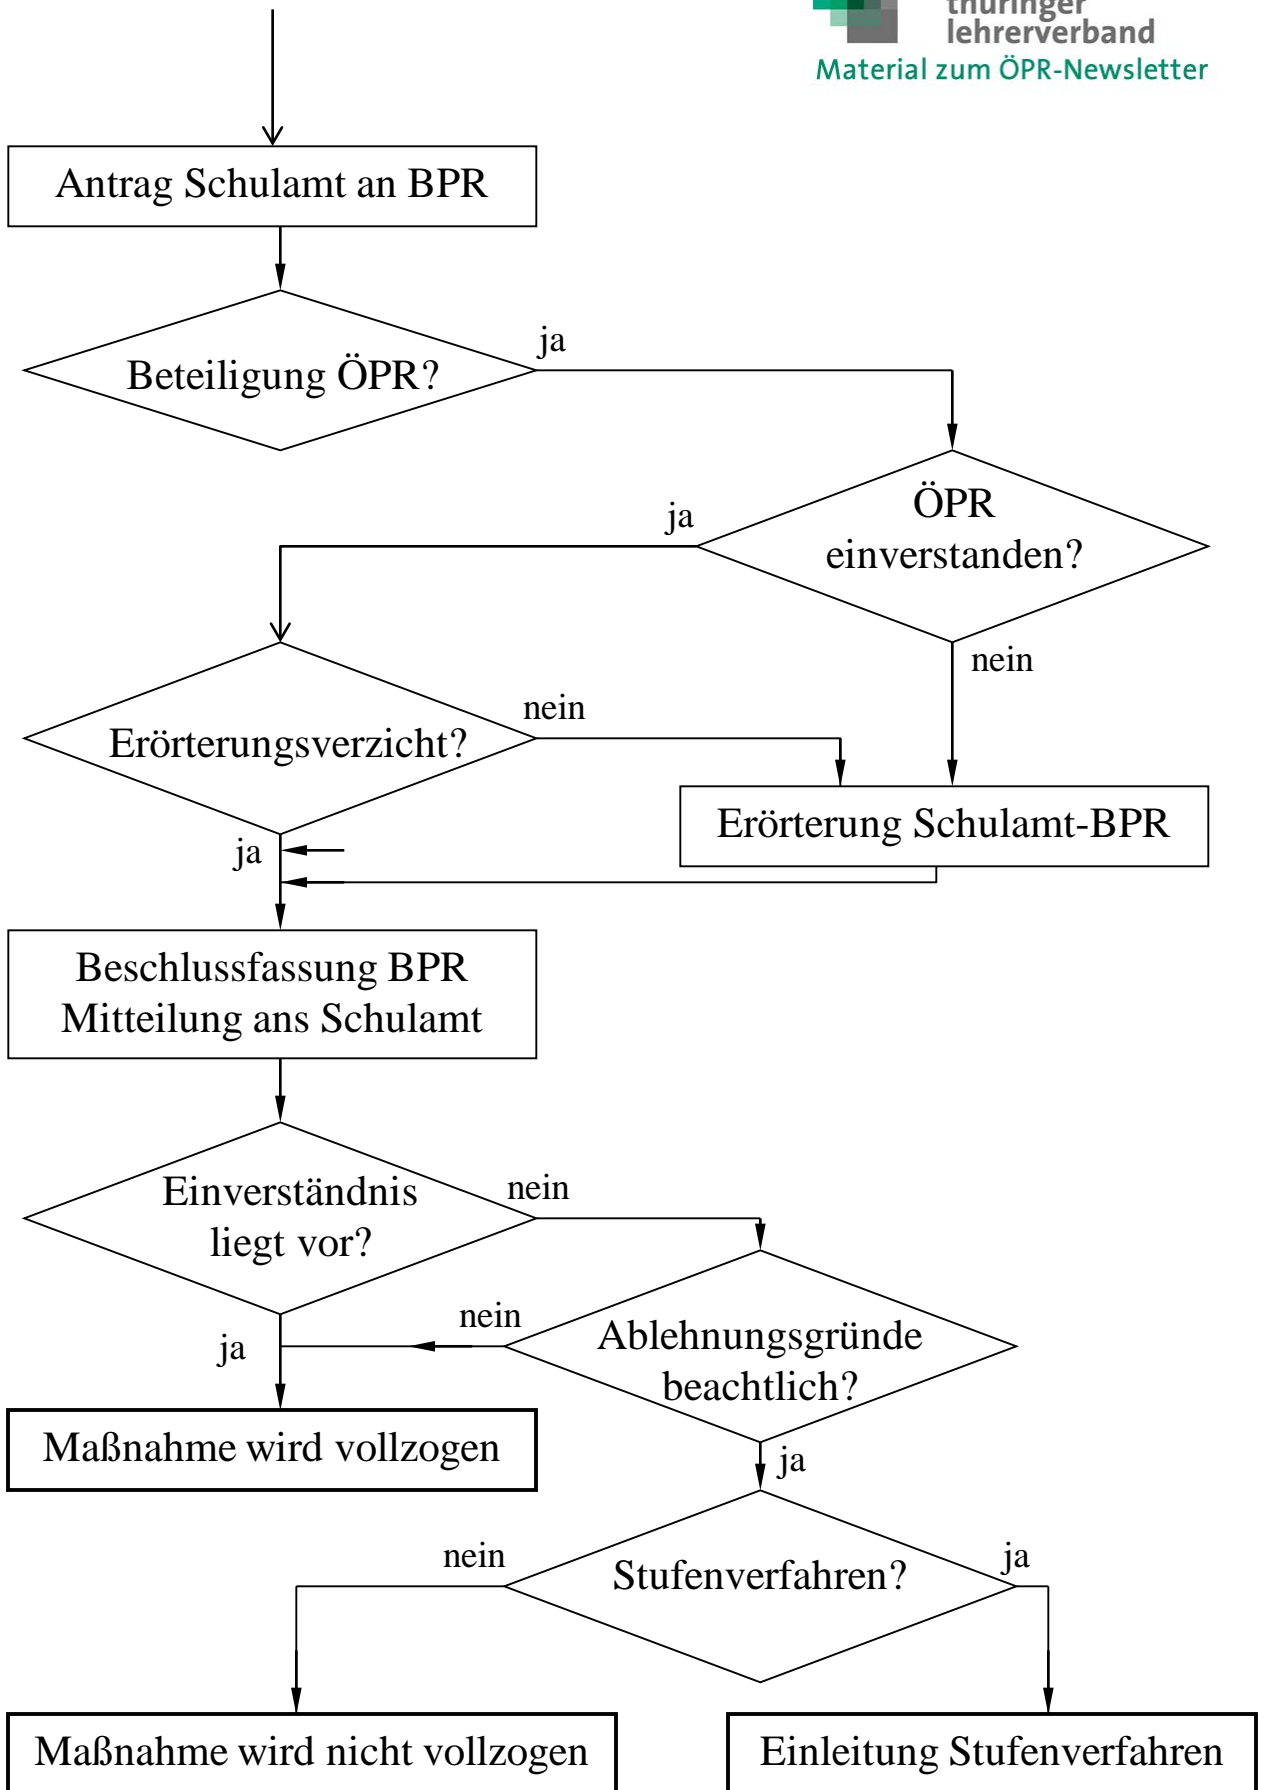 thüringer
lehrerverband
Material zum ÖPR-Newsletter
Antrag Schulamt an BPR
ja
Beteiligung ÖPR?
ja
ÖPR
einverstanden?
nein
nein
Erörterungsverzicht?
Erörterung Schulamt-BPR
ja
Beschlussfassung BPR
Mitteilung ans Schulamt
Einverständnis
liegt vor?
nein
nein
ja
Ablehnungsgründe
beachtlich?
Maßnahme wird vollzogen
ja
nein
Stufenverfahren?
ja
Maßnahme wird nicht vollzogen
Einleitung Stufenverfahren